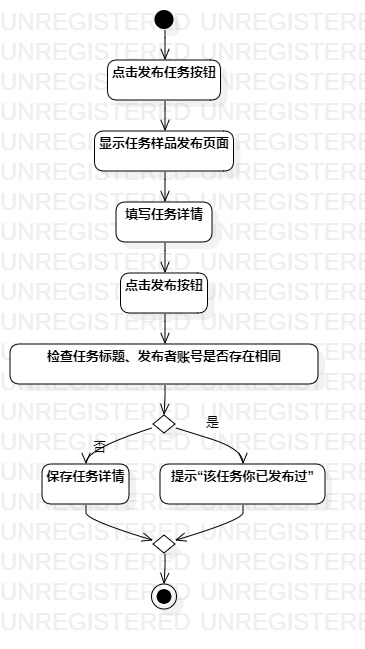 点击发布任务按钮
显示任务样品发布页面
填写任务详情
点击发布按钮
检查任务标题、发布者账号是否存在相同
是
否
保存任务详情
提示“该任务你已发布过”
UNREGISTERED UNREGISTERED